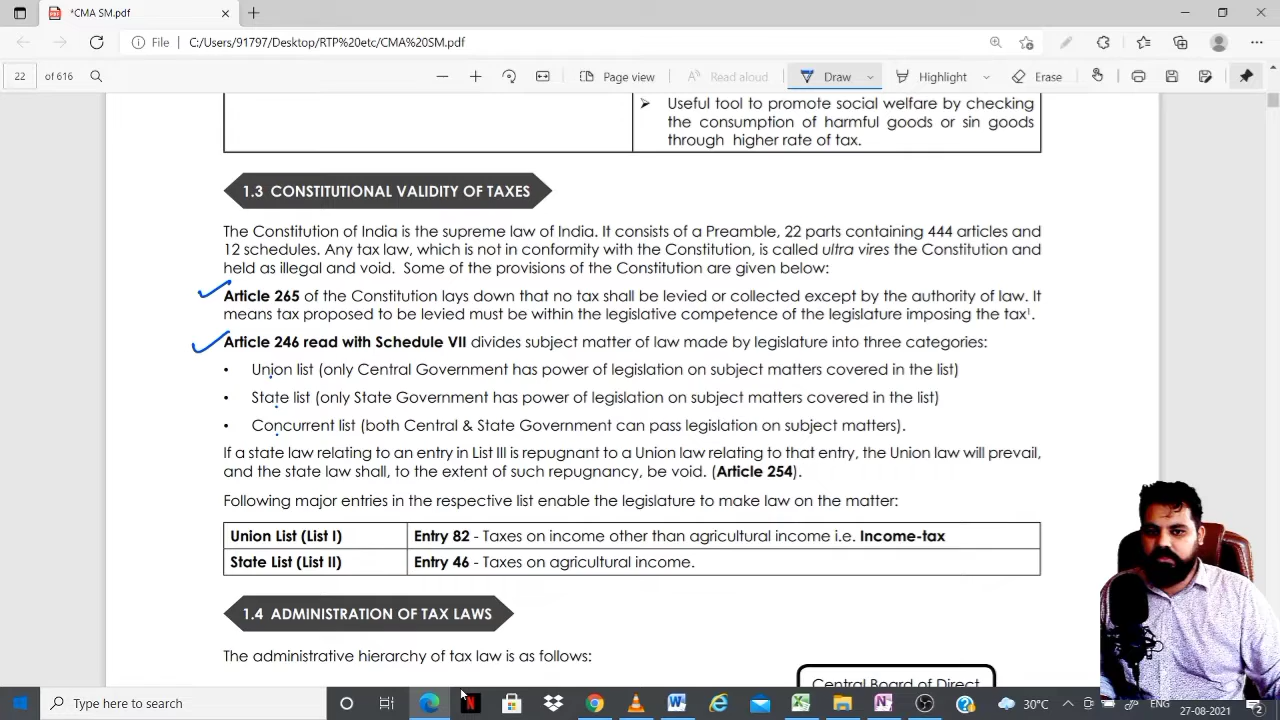 *CMA SM.pdf
File C:/Users/91797/Desktop/RTP%20etc/CMA%20SM.pdf
22 of 616 Page view Read aloud Draw Highlight Erase
➤ Useful tool to promote social welfare by checking
the consumption of harmful goods or sin goods
through higher rate of tax.
1.3 CONSTITUTIONAL VALIDITY OF TAXES
The Constitution of India is the supreme law of India. It consists of a Preamble, 22 parts containing 444 articles and
12 schedules. Any tax law, which is not in conformity with the Constitution, is called ultra vires the Constitution and
held as illegal and void. Some of the provisions of the Constitution are given below:
Article 265 of the Constitution lays down that no tax shall be levied or collected except by the authority of law. It
means tax proposed to be levied must be within the legislative competence of the legislature imposing the tax¹.
Article 246 read with Schedule VII divides subject matter of law made by legislature into three categories:
• Union list (only Central Government has power of legislation on subject matters covered in the list)
• State list (only State Government has power of legislation on subject matters covered in the list)
• Concurrent list (both Central & State Government can pass legislation on subject matters).
If a state law relating to an entry in List III is repugnant to a Union law relating to that entry, the Union law will prevail,
and the state law shall, to the extent of such repugnancy, be void. (Article 254).
Following major entries in the respective list enable the legislature to make law on the matter:
Union List (List I) Entry 82 - Taxes on income other than agricultural income i.e. Income-tax
State List (List II) Entry 46 - Taxes on agricultural income.
1.4 ADMINISTRATION OF TAX LAWS
The administrative hierarchy of tax law is as follows:
Central Board of Direct
Type here to search 30°C ENG 27-08-2021